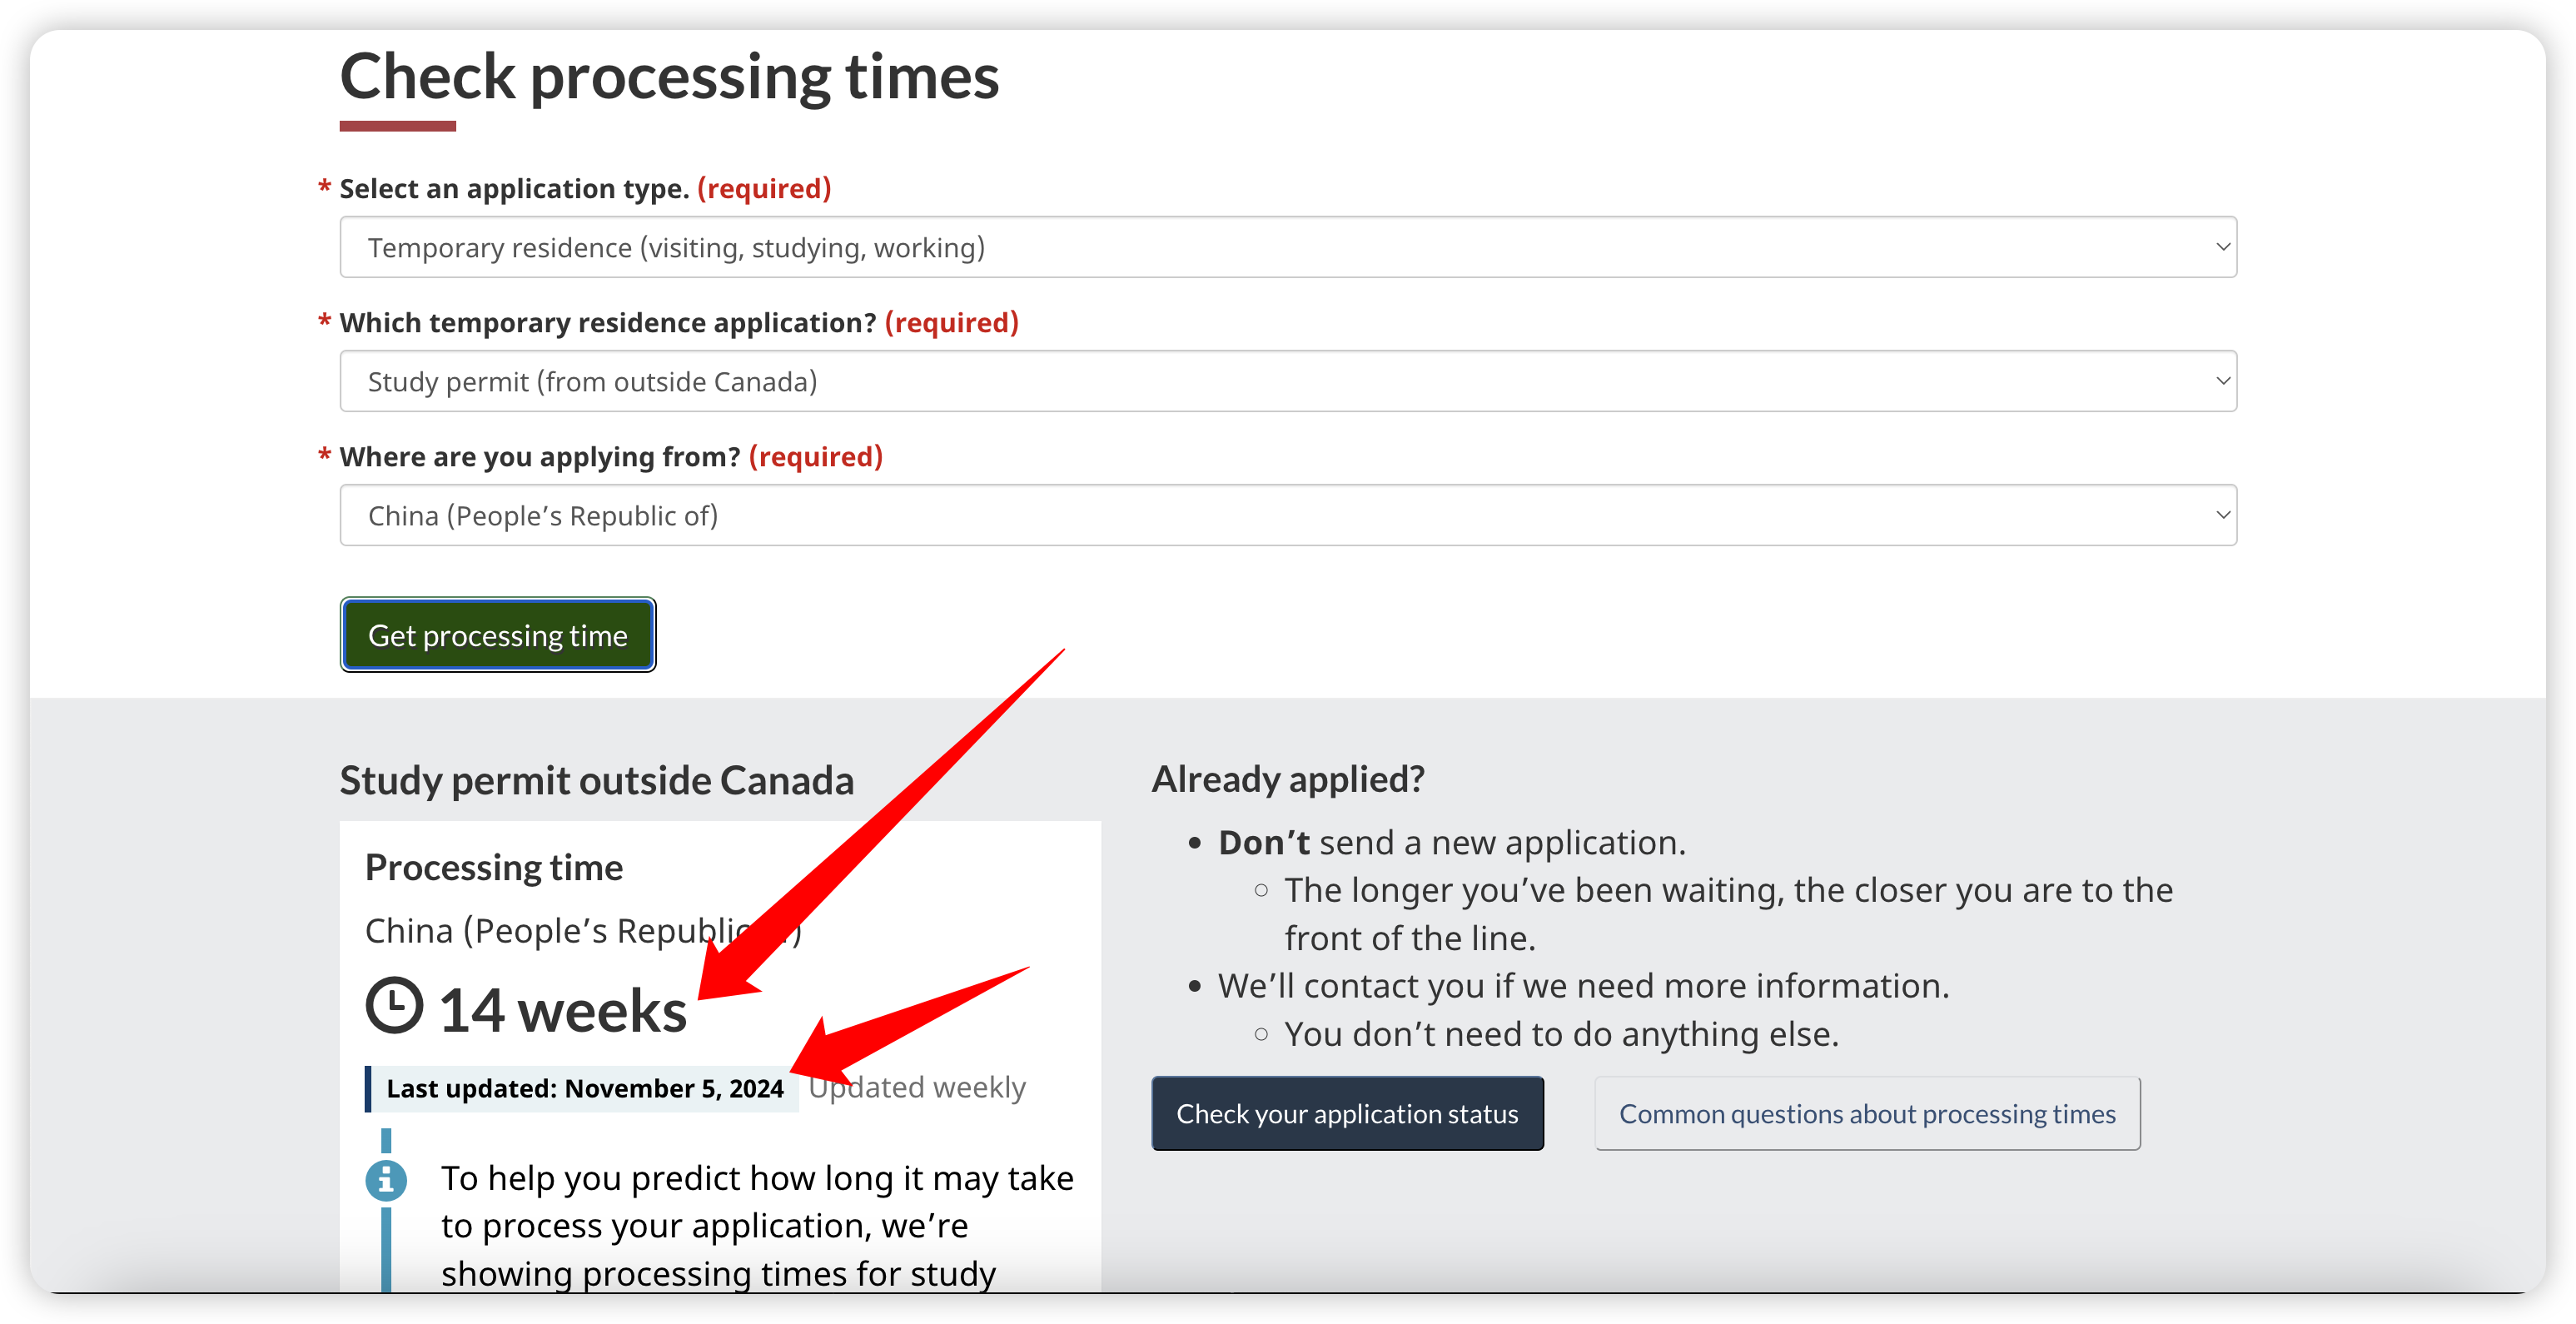 Check processing times
* Select an application type. (required)
Temporary residence (visiting, studying, working)
* Which temporary residence application? (required)
Study permit (from outside Canada)
* Where are you applying from? (required)
China (People’s Republic of)
Get processing time
Study permit outside Canada
Processing time
China (People’s Republic )
14 weeks
Last updated: November 5, 2024 Updated weekly
To help you predict how long it may take
to process your application, we’re
showing processing times for study
Already applied?
• Don’t send a new application.
○ The longer you’ve been waiting, the closer you are to the
front of the line.
• We’ll contact you if we need more information.
○ You don’t need to do anything else.
Check your application status
Common questions about processing times